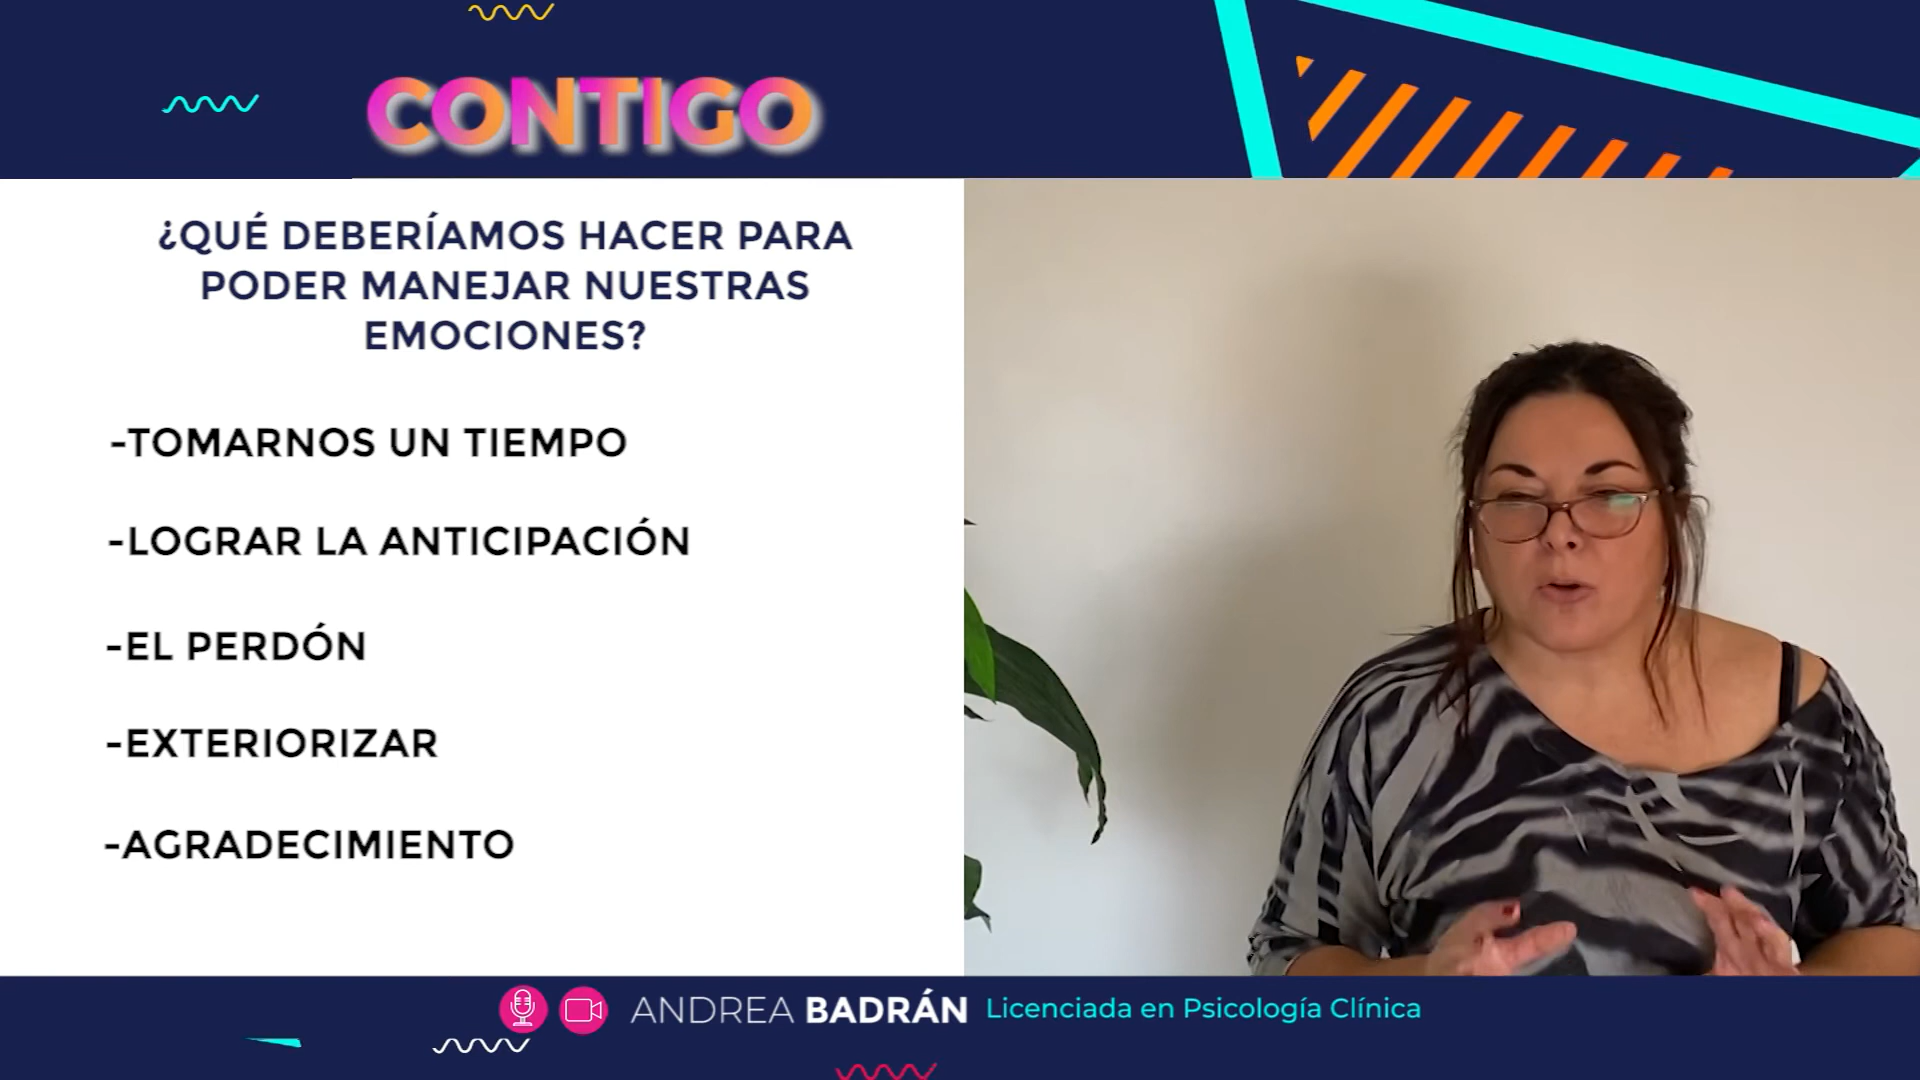 CONTIGO
¿QUÉ DEBERÍAMOS HACER PARA
PODER MANEJAR NUESTRAS
EMOCIONES?
-TOMARNOS UN TIEMPO
-LOGRAR LA ANTICIPACIÓN
-EL PERDÓN
-EXTERIORIZAR
-AGRADECIMIENTO
ANDREA BADRÁN Licenciada en Psicología Clínica